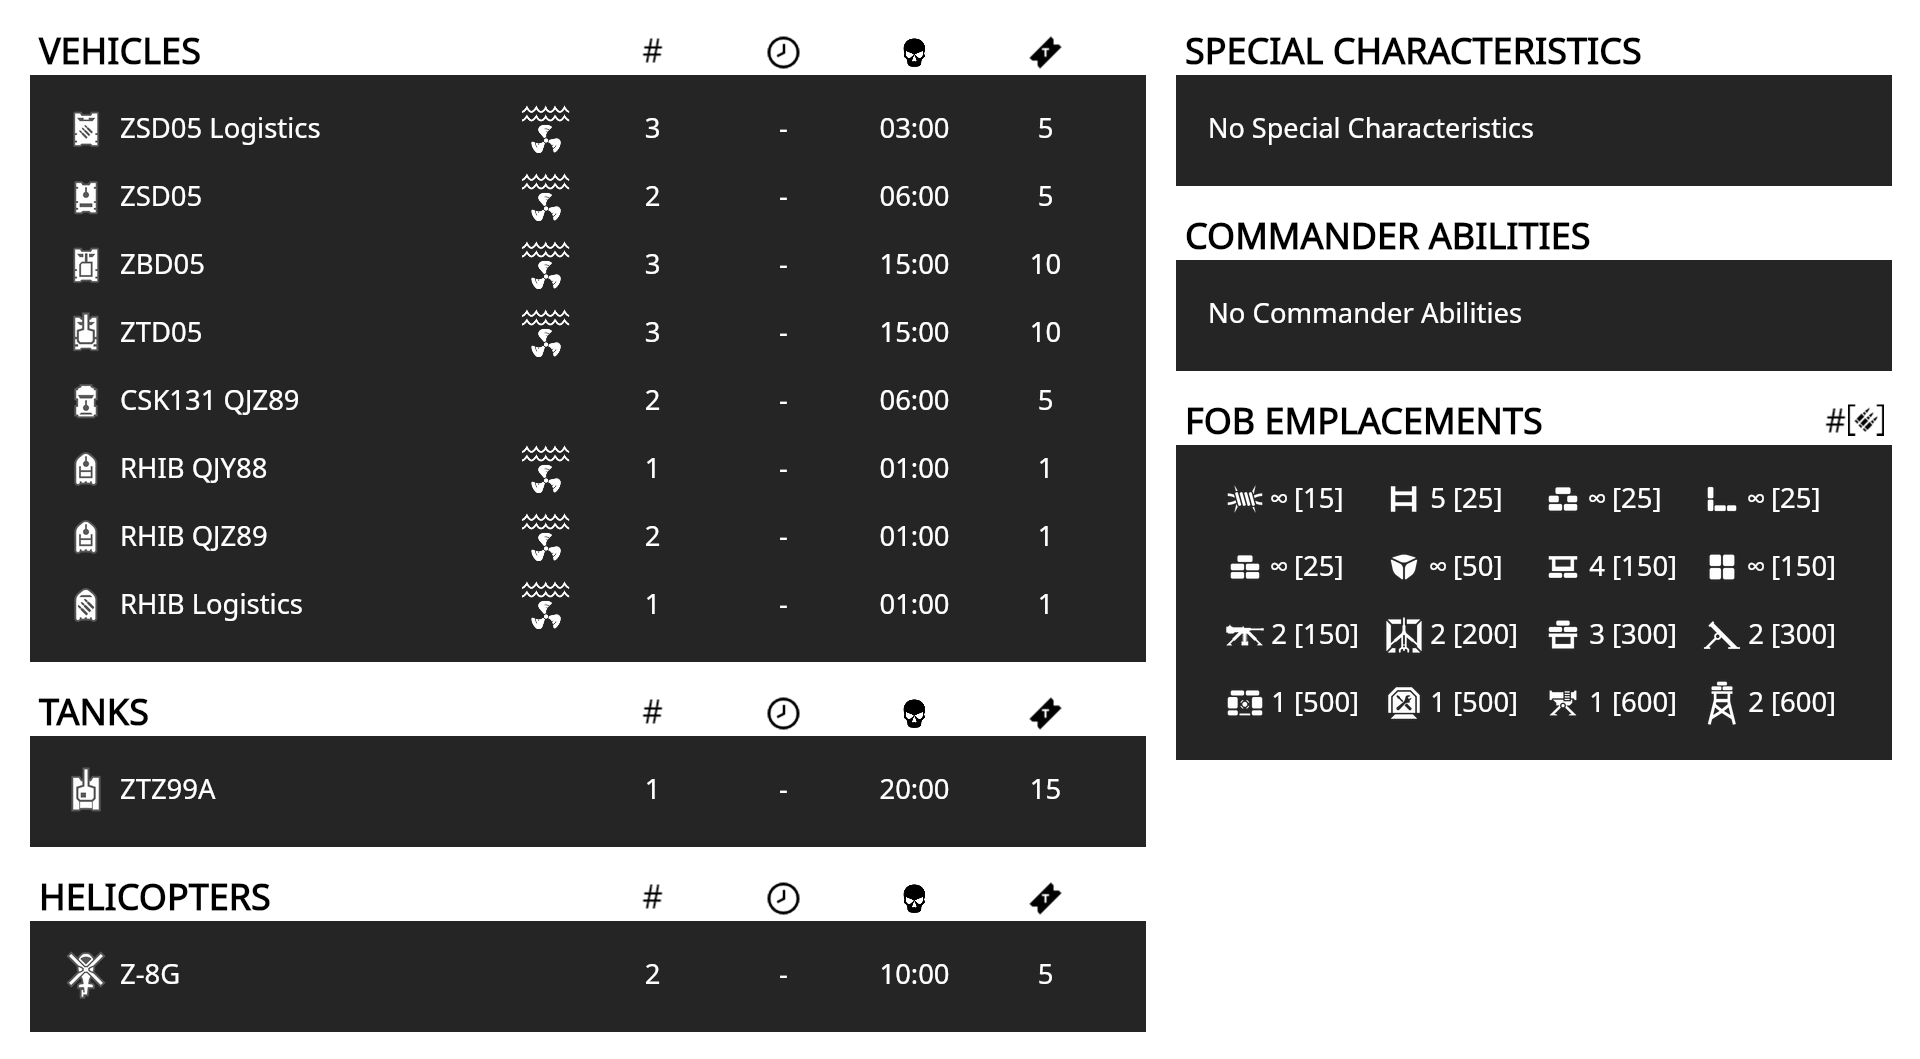 VEHICLES #
ZSD05 Logistics 3 - 03:00 5
ZSD05 2 - 06:00 5
ZBD05 3 - 15:00 10
ZTD05 3 - 15:00 10
CSK131 QJZ89 2 - 06:00 5
RHIB QJY88 1 - 01:00 1
RHIB QJZ89 2 - 01:00 1
RHIB Logistics 1 - 01:00 1
TANKS #
ZTZ99A 1 - 20:00 15
HELICOPTERS #
Z-8G 2 - 10:00 5
SPECIAL CHARACTERISTICS
No Special Characteristics
COMMANDER ABILITIES
No Commander Abilities
FOB EMPLACEMENTS #[]
∞ [15] 5 [25] ∞ [25] ∞ [25]
∞ [25] ∞ [50] 4 [150] ∞ [150]
2 [150] 2 [200] 3 [300] 2 [300]
1 [500] 1 [500] 1 [600] 2 [600]